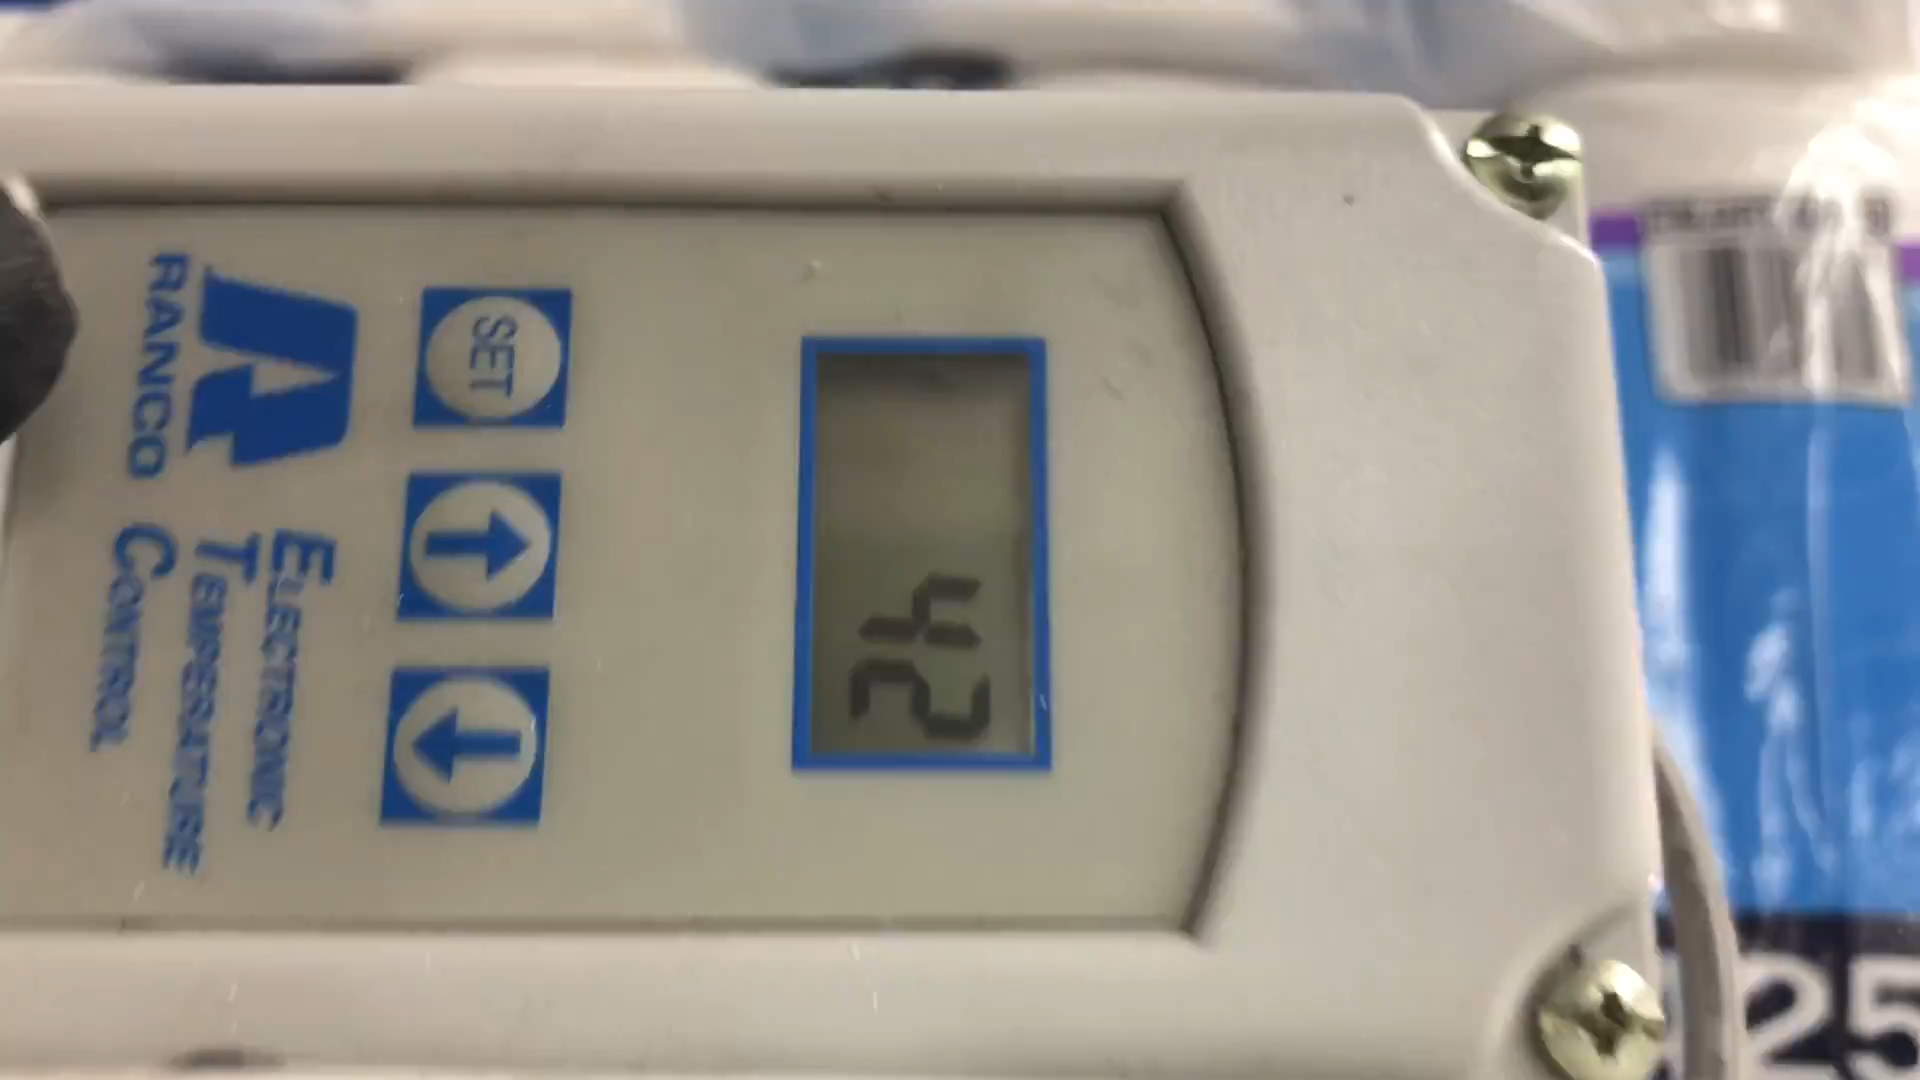 42
SET
RANCO
ELECTRONIC
TEMPERATURE
CONTROL
25